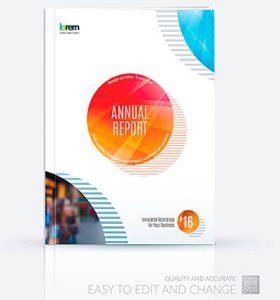 lorem
ANNUAL
REPORT
Innovative Technology
for Your Business
16
QUALITY AND ACCURATE
EASY TO EDIT AND CHANGE